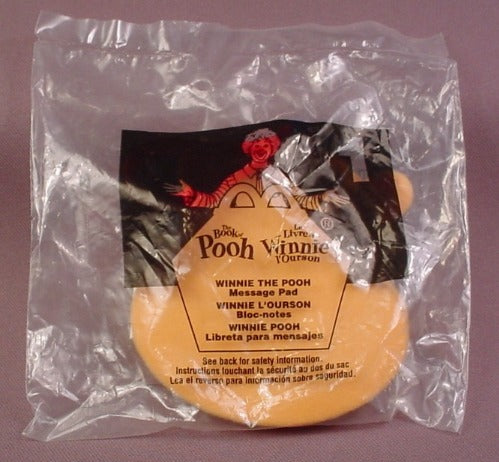 1
The Book of Pooh
Le Livre de Winnie l'Ourson
WINNIE THE POOH
Message Pad
WINNIE L'OURSON
Bloc-notes
WINNIE POOH
Libreta para mensajes
See back for safety information.
Instructions touchant la sécurité au dos du sac
Lea el reverso para información sobre seguridad.